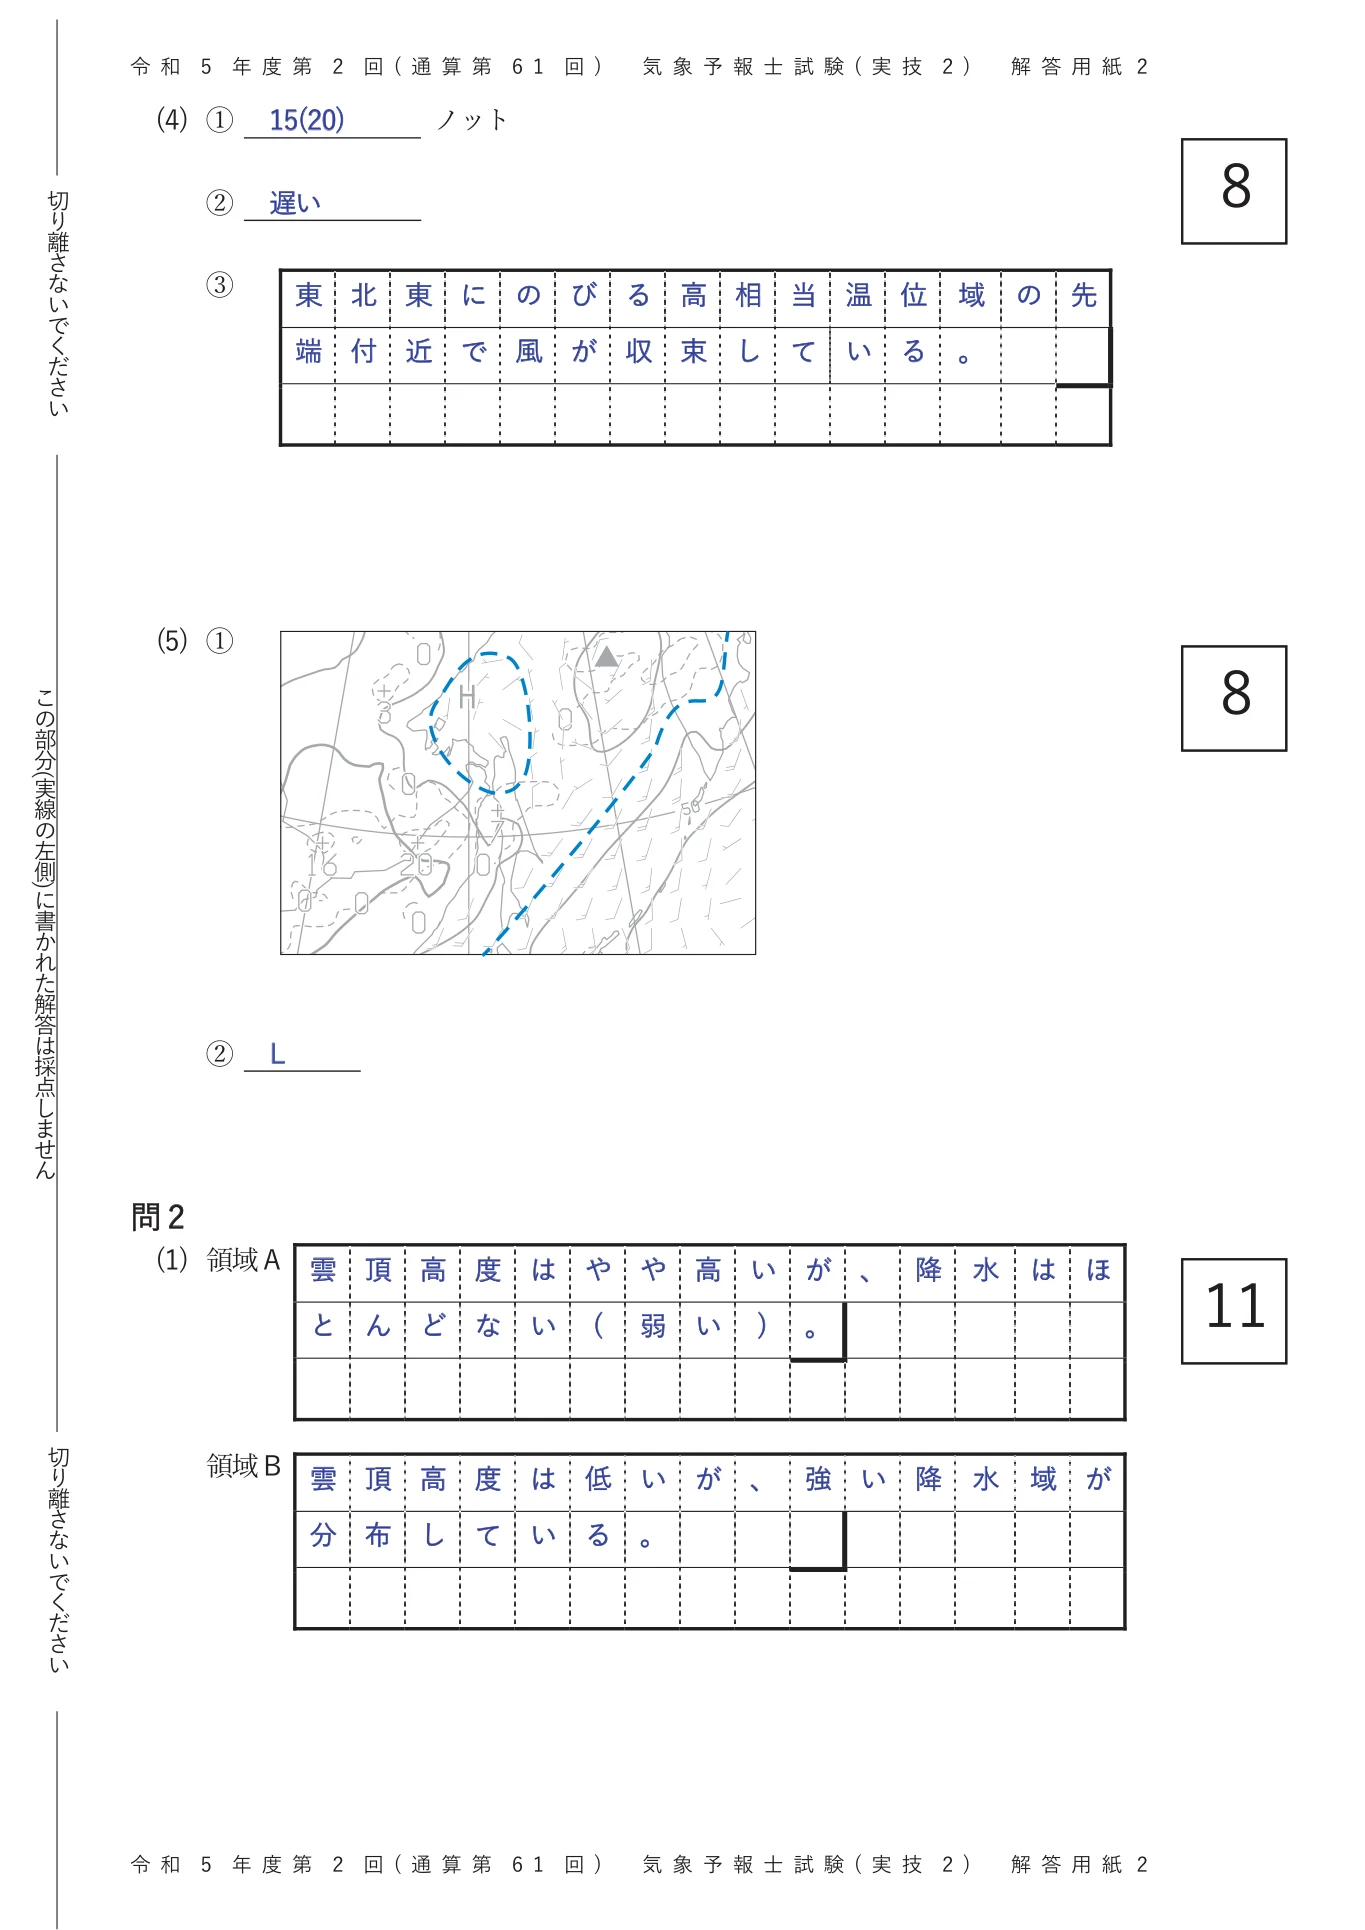 令和5年度第2回(通算第61回) 気象予報士試験(実技2) 解答用紙2
(4) ① 15(20) ノット
8
② 遅い
③ 東北東にのびる高相当温位域の先
端付近で風が収束している。
(5) ①
8
H
0
+
3
0
0
50
+
7
+
16
+
20
0
0
0
0
② L
問2
(1) 領域A 雲頂高度はやや高いが、降水はほ
とんどない(弱い)。
11
領域B 雲頂高度は低いが、強い降水域が
分布している。
令和5年度第2回(通算第61回) 気象予報士試験(実技2) 解答用紙2
切り離さないでください
この部分(実線の左側)に書かれた解答は採点しません
切り離さないでください